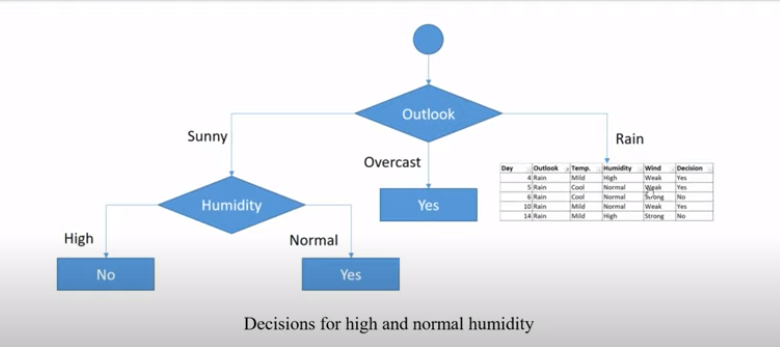 Outlook
Sunny
Overcast
Rain
Day Outlook Temp. Humidity Wind Decision
4 Rain Mild High Weak Yes
5 Rain Cool Normal Weak Yes
6 Rain Cool Normal Strong No
10 Rain Mild Normal Weak Yes
14 Rain Mild High Strong No
Humidity
Yes
High
Normal
No
Yes
Decisions for high and normal humidity